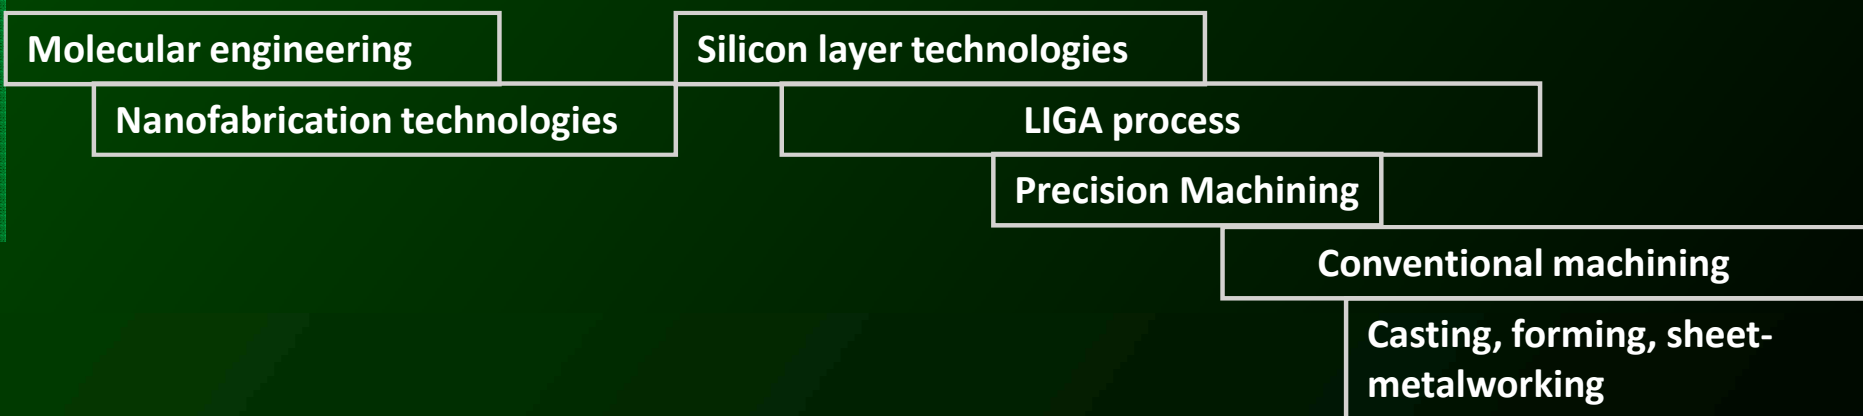 Molecular engineering
Silicon layer technologies
Nanofabrication technologies
LIGA process
Precision Machining
Conventional machining
Casting, forming, sheet-
metalworking